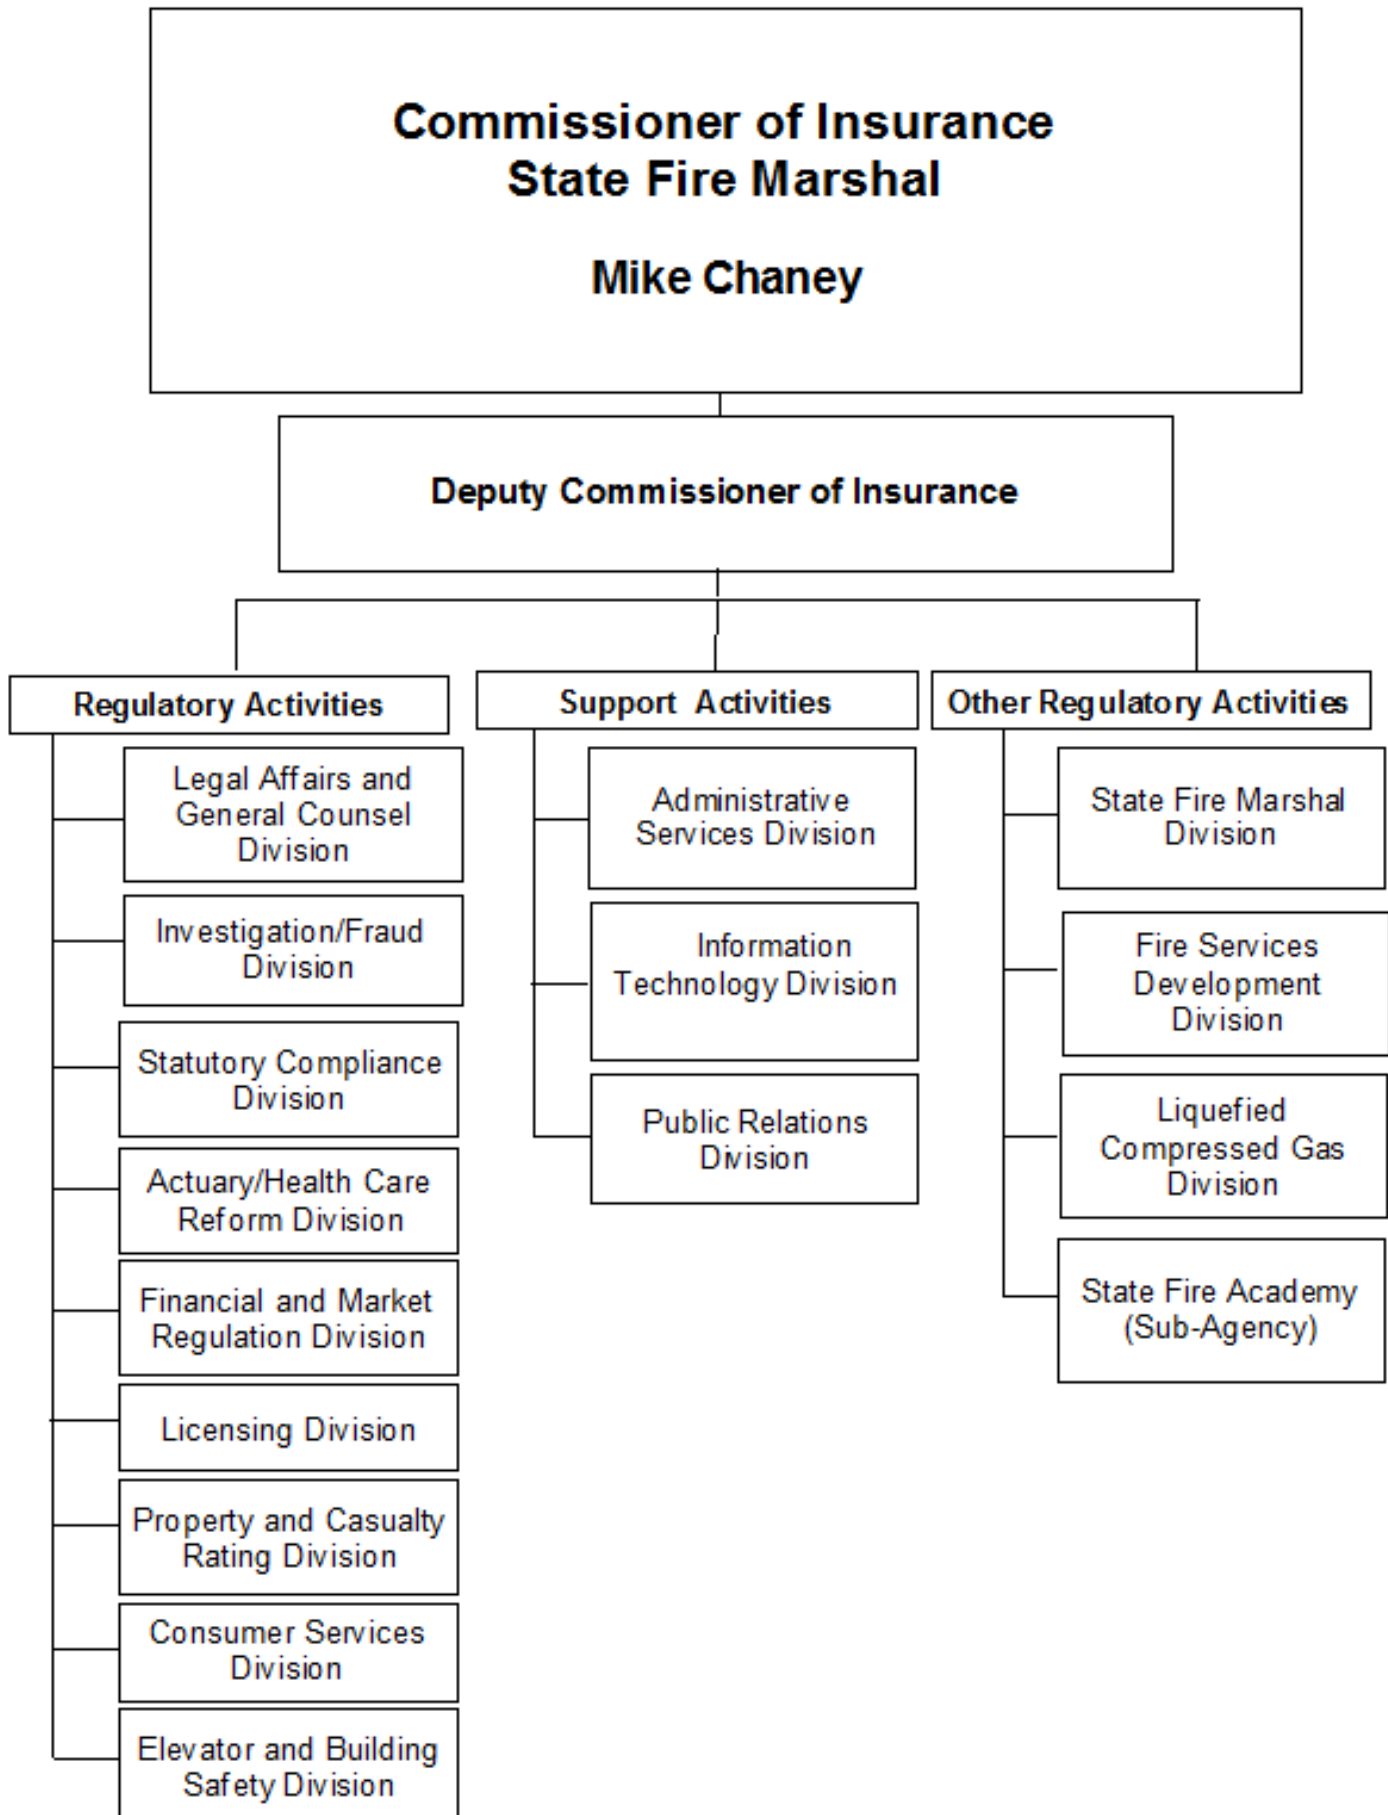 Commissioner of Insurance
State Fire Marshal
Mike Chaney
Deputy Commissioner of Insurance
Regulatory Activities
Legal Affairs and
General Counsel
Division
Investigation/Fraud
Division
Statutory Compliance
Division
Actuary/Health Care
Reform Division
Financial and Market
Regulation Division
Licensing Division
Property and Casualty
Rating Division
Consumer Services
Division
Elevator and Building
Safety Division
Support Activities
Administrative
Services Division
Information
Technology Division
Public Relations
Division
Other Regulatory Activities
State Fire Marshal
Division
Fire Services
Development
Division
Liquefied
Compressed Gas
Division
State Fire Academy
(Sub-Agency)